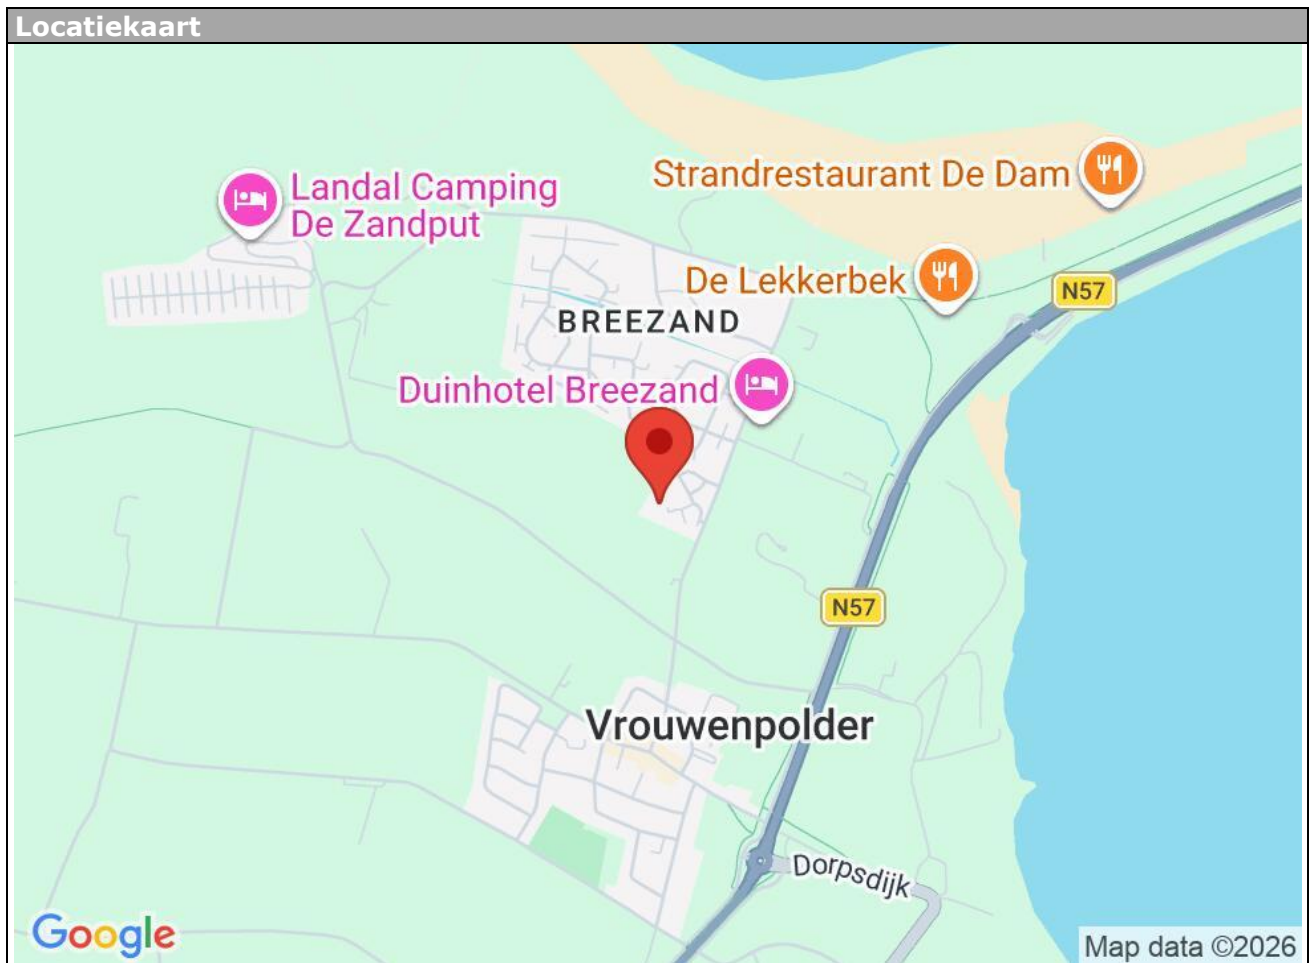 Locatiekaart
Landal Camping
De Zandput
Strandrestaurant De Dam
De Lekkerbek
N57
BREEZAND
Duinhotel Breezand
N57
Vrouwenpolder
Dorpsdijk
Google
Map data ©2026